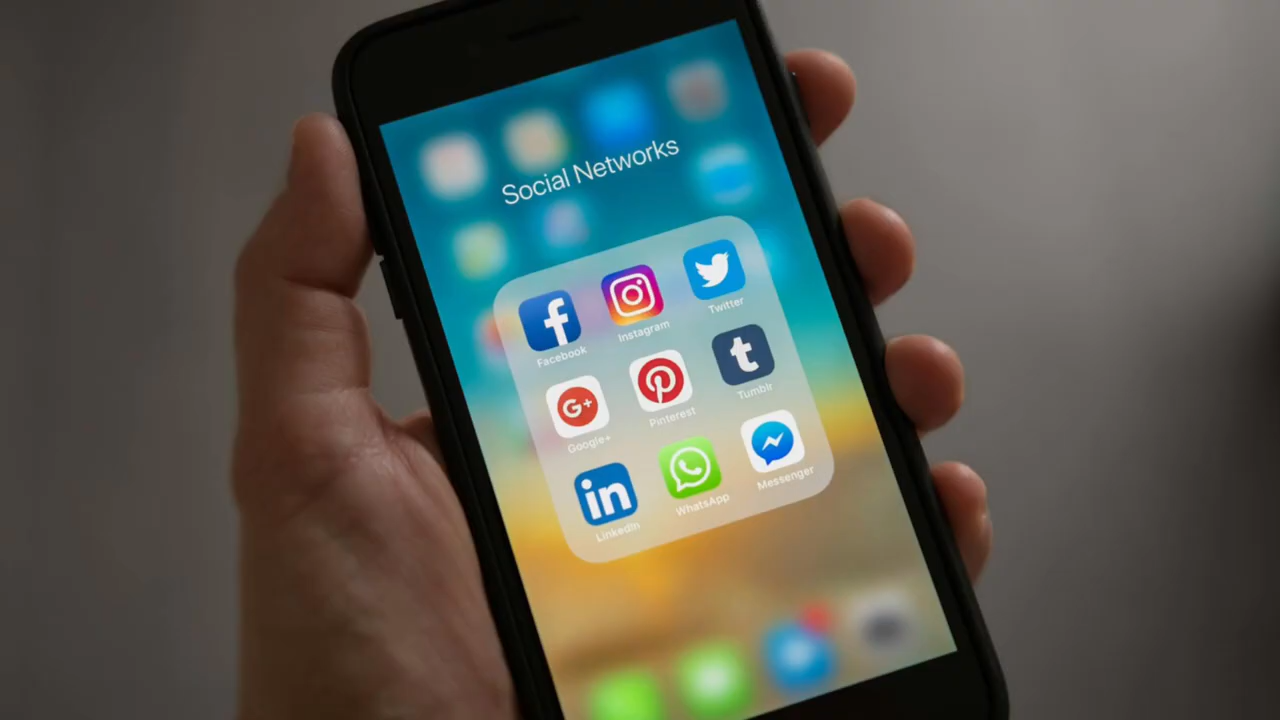 Social Networks
Facebook
Instagram
Twitter
Google+
Pinterest
Tumblr
LinkedIn
WhatsApp
Messenger